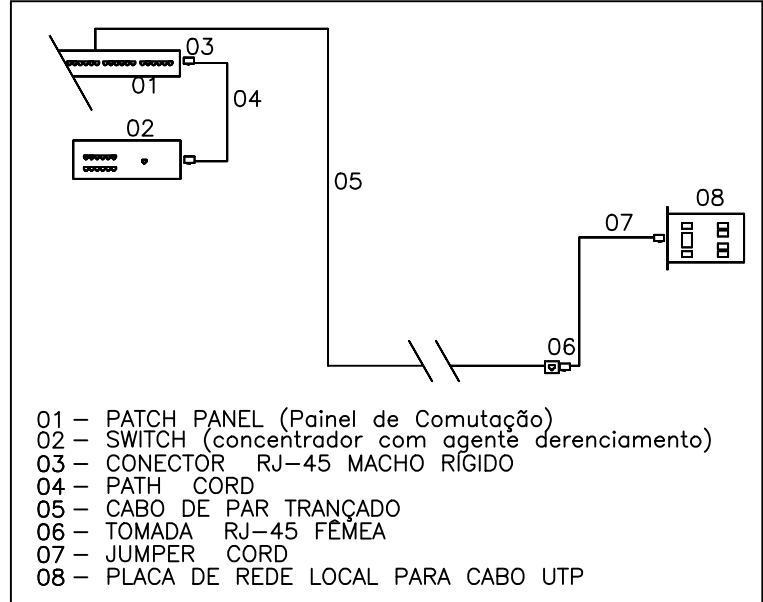 03
01
04
02
05
08
07
06
01 – PATCH PANEL (Painel de Comutação)
02 – SWITCH (concentrador com agente derenciamento)
03 – CONECTOR RJ–45 MACHO RÍGIDO
04 – PATH CORD
05 – CABO DE PAR TRANÇADO
06 – TOMADA RJ–45 FÊMEA
07 – JUMPER CORD
08 – PLACA DE REDE LOCAL PARA CABO UTP